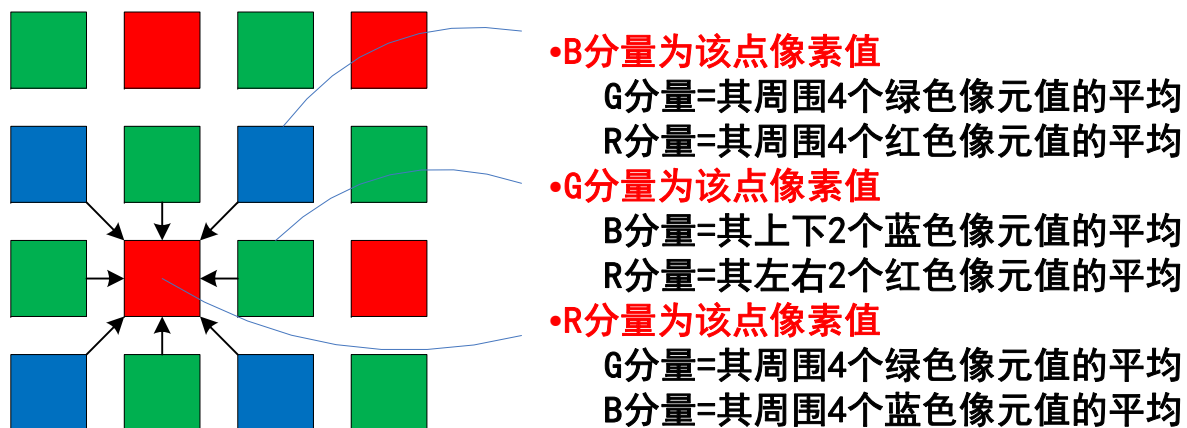 •B分量为该点像素值
G分量=其周围4个绿色像元值的平均
R分量=其周围4个红色像元值的平均
•G分量为该点像素值
B分量=其上下2个蓝色像元值的平均
R分量=其左右2个红色像元值的平均
•R分量为该点像素值
G分量=其周围4个绿色像元值的平均
B分量=其周围4个蓝色像元值的平均